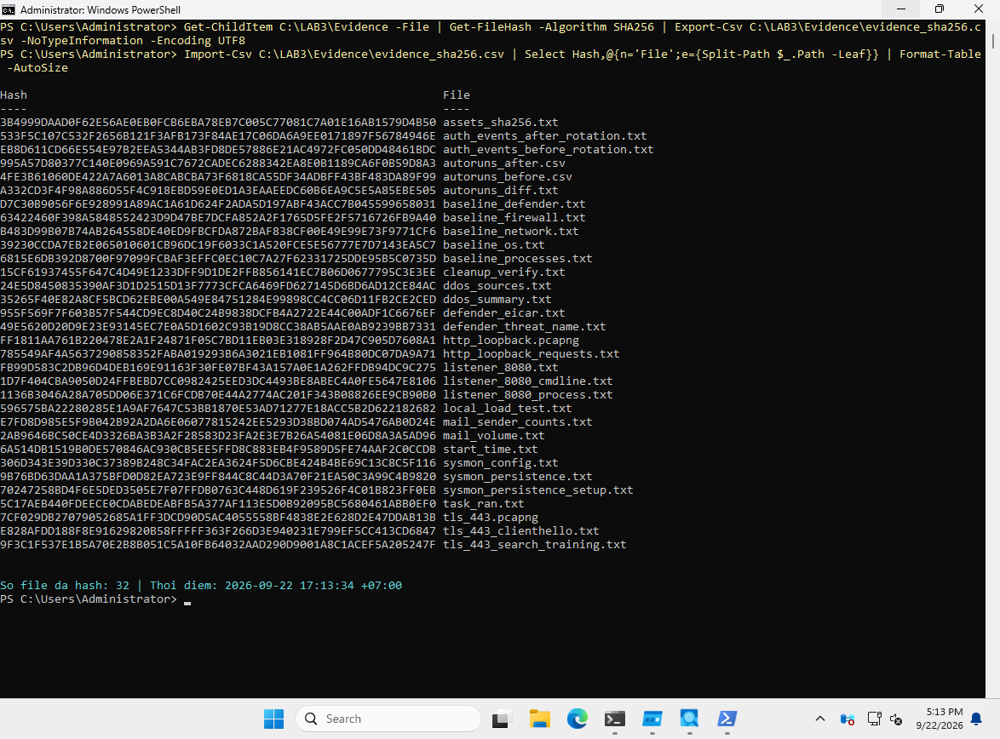 Administrator: Windows PowerShell
PS C:\Users\Administrator> Get-ChildItem C:\LAB3\Evidence -File | Get-FileHash -Algorithm SHA256 | Export-Csv C:\LAB3\Evidence\evidence_sha256.c
sv -NoTypeInformation -Encoding UTF8
PS C:\Users\Administrator> Import-Csv C:\LAB3\Evidence\evidence_sha256.csv | Select Hash,@{n='File';e={Split-Path $_.Path -Leaf}} | Format-Table
-AutoSize
Hash File
---- ----
3B4999DAAD0F62E56AE0EB0FCB6EBA78EB7C005C77081C7A01E16AB1579D4B50 assets_sha256.txt
533F5C107C532F2656B121F3AFB173F84AE17C06DA6A9EE0171897F56784946E auth_events_after_rotation.txt
EB8D611CD66E554E97B2EEA5344AB3FD8DE57886E21AC4972FC050DD48461BDC auth_events_before_rotation.txt
995A57D80377C140E0969A591C7672CADEC6288342EA8E0B1189CA6F0B59D8A3 autoruns_after.csv
4FE3B61060DE422A7A6013A8CABCBA73F6818CA55DF34ADBFF43BF483DA89F99 autoruns_before.csv
A332CD3F4F98A886D55F4C918EBD59E0ED1A3EAAEEDC60B6EA9C5E5A85EBE505 autoruns_diff.txt
D7C30B9056F6E928991A89AC1A61D624F2ADA5D197ABF43ACC7B045599658031 baseline_defender.txt
63422460F398A5848552423D9D47BE7DCFA852A2F1765D5FE2F5716726FB9A40 baseline_firewall.txt
B483D99B07B74AB264558DE40ED9FBCFDA872BAF838CF00E49E99E73F9771CF6 baseline_network.txt
39230CCDA7EB2E065010601CB96DC19F6033C1A520FCE5E56777E7D7143EA5C7 baseline_os.txt
6815E6DB392D8700F97099FCBAF3EFFC0EC10C7A27F62331725DDE95B5C0735D baseline_processes.txt
15CF61937455F647C4D49E1233DFF9D1DE2FFB856141EC7B06D0677795C3E3EE cleanup_verify.txt
24E5D8450835390AF3D1D2515D13F7773CFCA6469FD627145D6BD6AD12CE84AC ddos_sources.txt
35265F40E82A8CF5BCD62EBE00A549E84751284E99898CC4CC06D11FB2CE2CED ddos_summary.txt
955F569F7F603B57F544CD9EC8D40C24B9838DCFB4A2722E44C00ADF1C6676EF defender_eicar.txt
49E5620D20D9E23E93145EC7E0A5D1602C93B19D8CC38AB5AAE0AB9239BB7331 defender_threat_name.txt
FF1811AA761B220478E2A1F24871F05C7BD11EB03E318928F2D47C905D7608A1 http_loopback.pcapng
785549AF4A5637290858352FABA019293B6A3021EB1081FF964B80DC07DA9A71 http_loopback_requests.txt
FB99D583C2DB96D4DEB169E91163F30FE07BF43A157A0E1A262FFDB94DC9C275 listener_8080.txt
1D7F404CBA9050D24FFBEBD7CC0982425EED3DC4493BE8ABEC4A0FE5647E8106 listener_8080_cmdline.txt
1136B3046A28A705DD06E371C6FCDB70E44A2774AC201F343B08826EE9CB90B0 listener_8080_process.txt
596575BA22280285E1A9AF7647C53BB1870E53AD71277E18ACC5B2D622182682 local_load_test.txt
E7FD8D985E5F9B042B92A2DA6E06077815242EE5293D38BD074AD5476AB0D24E mail_sender_counts.txt
2AB9646BC50CE4D3326BA3B3A2F28583D23FA2E3E7B26A54081E06D8A3A5AD96 mail_volume.txt
6A514DB1519B0DE570846AC930CB5EE5FFD8C883EB4F9589D5FE74AAF2C0CCDB start_time.txt
306D343E39D330C37389B248C34FAC2EA3624F5D6CBE424B4BE69C13C8C5F116 sysmon_config.txt
9B76BD63DAA1A375BFD0D82EA723E9FF844C8C44D3A70F21EA50C3A99C4B9820 sysmon_persistence.txt
70247258BD4F6E5DED3505E7F07FFDB0763C448D619F239526F4C01B823FF0EB sysmon_persistence_setup.txt
5C17AEB440FDEECE0CDABEDEABFB5A377AF113E5D0B92095BC5680461ABB0EF0 task_ran.txt
7CF029DB27079052685A1FF3DCD90D5AC4055558BF4838E2E628D2E47DDAB13B tls_443.pcapng
E828AFDD188F8E91629820B58FFFFF363F266D3E940231E799EF5CC413CD6847 tls_443_clienthello.txt
9F3C1F537E1B5A70E2B8B051C5A10FB64032AAD290D9001A8C1ACEF5A205247F tls_443_search_training.txt
So file da hash: 32 | Thoi diem: 2026-09-22 17:13:34 +07:00
PS C:\Users\Administrator>
Search
5:13 PM
9/22/2026